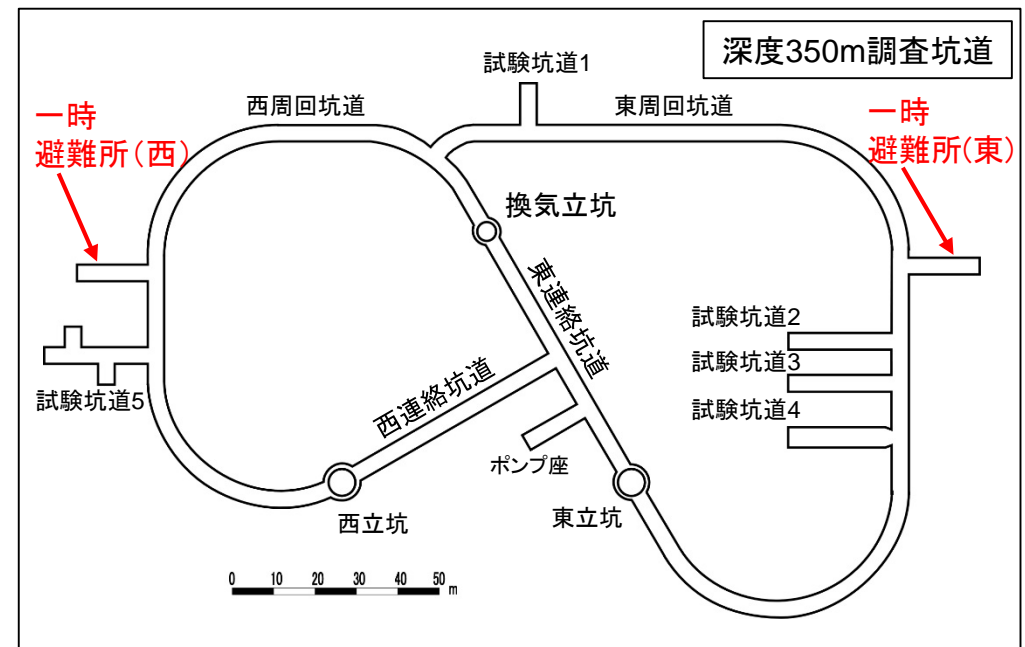 深度350m調査坑道
試験坑道1
西周回坑道
東周回坑道
一時
避難所(西)
一時
避難所(東)
換気立坑
東連絡坑道
試験坑道2
試験坑道3
試験坑道4
西連絡坑道
試験坑道5
ポンプ座
西立坑
東立坑
0 10 20 30 40 50 m